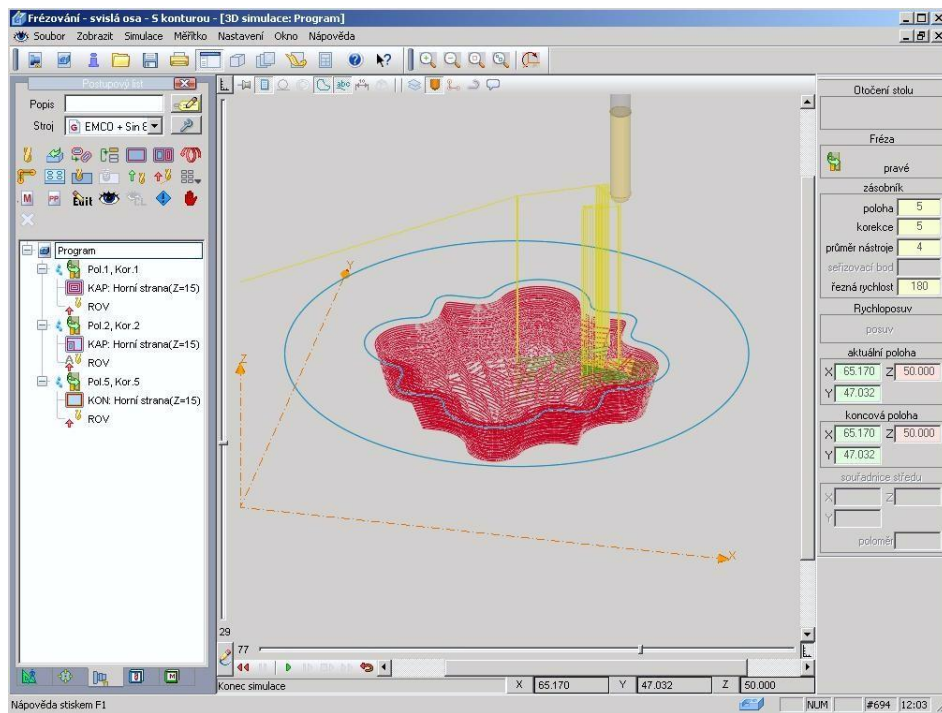 Frézování - svislá osa - S konturou - [3D simulace: Program]
Soubor Zobrazit Simulace Měřítko Nastavení Okno Nápověda
Postupový list
Popis
Stroj G EMCO + Sin 8
M PP Edit
Program
Pol.1, Kor.1
KAP: Horní strana(Z=15)
ROV
Pol.2, Kor.2
KAP: Horní strana(Z=15)
ROV
Pol.5, Kor.5
KON: Horní strana(Z=15)
ROV
abc
Z
Y
X
29
77
Konec simulace X 65.170 Y 47.032 Z 50.000
Otočení stolu
Fréza
pravé
zásobník
poloha 5
korekce 5
průměr nástroje 4
seřizovací bod
řezná rychlost 180
Rychloposuv
posuv
aktuální poloha
X 65.170 Z 50.000
Y 47.032
koncová poloha
X 65.170 Z 50.000
Y 47.032
souřadnice středu
X Z
Y
poloměr
Nápověda stiskem F1 NUM #694 12:03